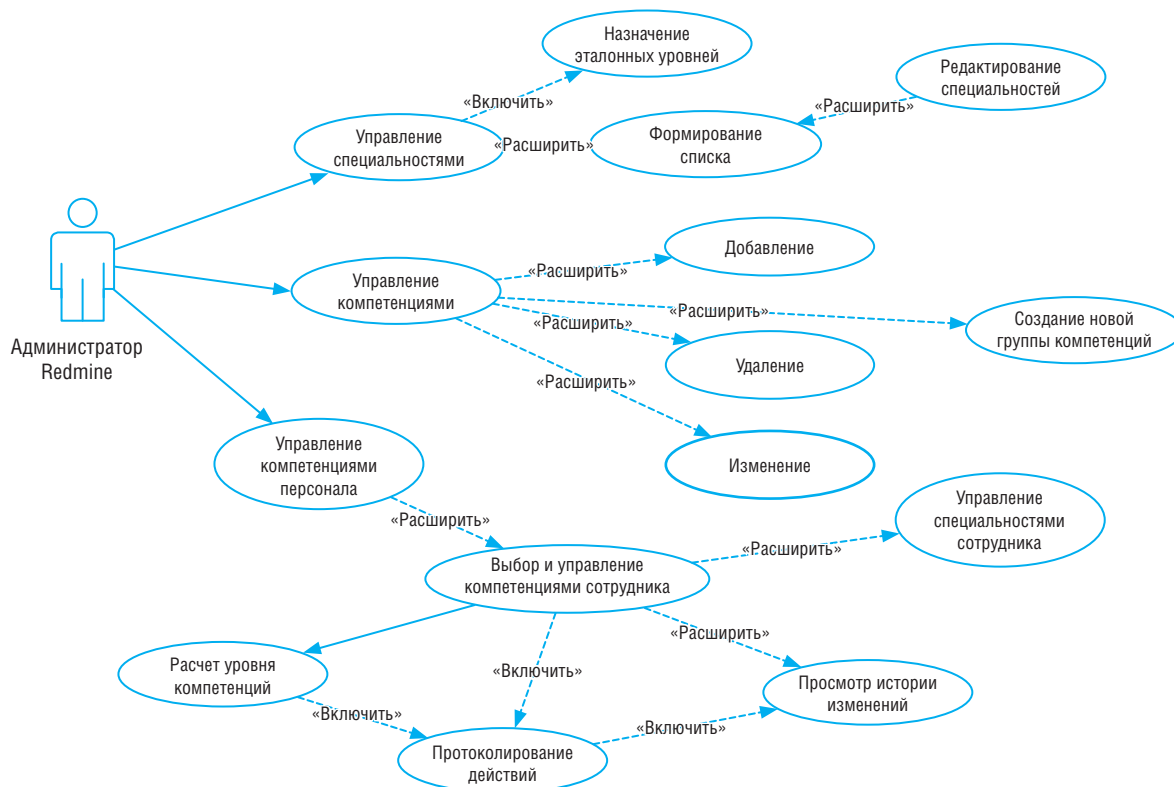 Назначение
эталонных уровней
Редактирование
специальностей
«Включить»
«Расширить»
Управление
специальностями
«Расширить»
Формирование
списка
Добавление
«Расширить»
Управление
компетенциями
«Расширить»
Создание новой
группы компетенций
«Расширить»
Администратор
Redmine
Удаление
«Расширить»
Управление
компетенциями
персонала
Изменение
Управление
специальностями
сотрудника
«Расширить»
«Расширить»
Выбор и управление
компетенциями сотрудника
«Расширить»
Расчет уровня
компетенций
«Включить»
Просмотр истории
изменений
«Включить»
«Включить»
Протоколирование
действий